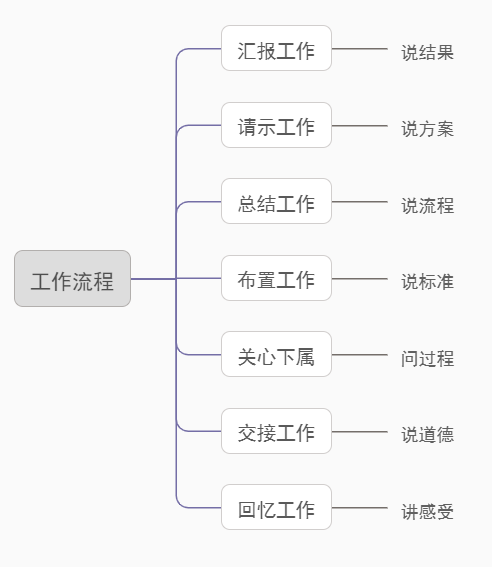 工作流程
汇报工作
说结果
请示工作
说方案
总结工作
说流程
布置工作
说标准
关心下属
问过程
交接工作
说道德
回忆工作
讲感受